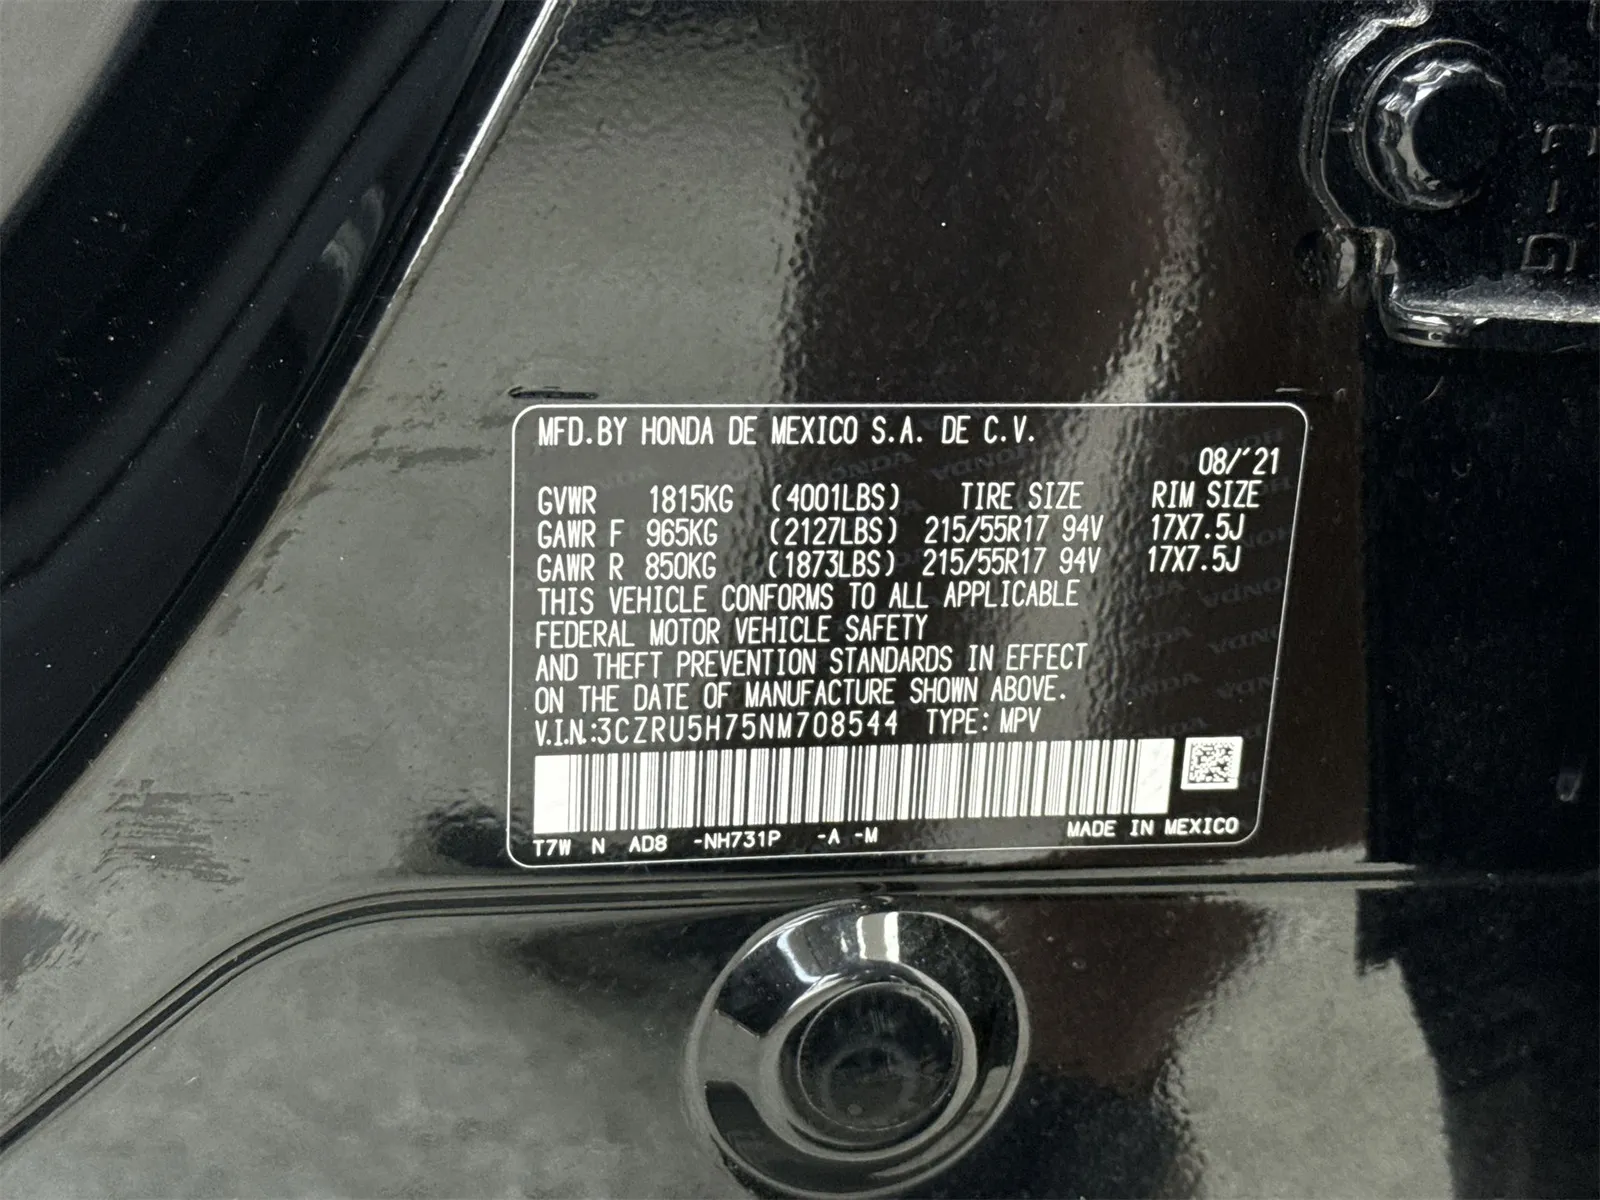 MFD.BY HONDA DE MEXICO S.A. DE C.V.
08/'21
GVWR 1815KG (4001LBS) TIRE SIZE RIM SIZE
GAWR F 965KG (2127LBS) 215/55R17 94V 17X7.5J
GAWR R 850KG (1873LBS) 215/55R17 94V 17X7.5J
THIS VEHICLE CONFORMS TO ALL APPLICABLE
FEDERAL MOTOR VEHICLE SAFETY
AND THEFT PREVENTION STANDARDS IN EFFECT
ON THE DATE OF MANUFACTURE SHOWN ABOVE.
V.I.N.:3CZRU5H75NM708544 TYPE: MPV
T7W N AD8 -NH731P -A -M MADE IN MEXICO